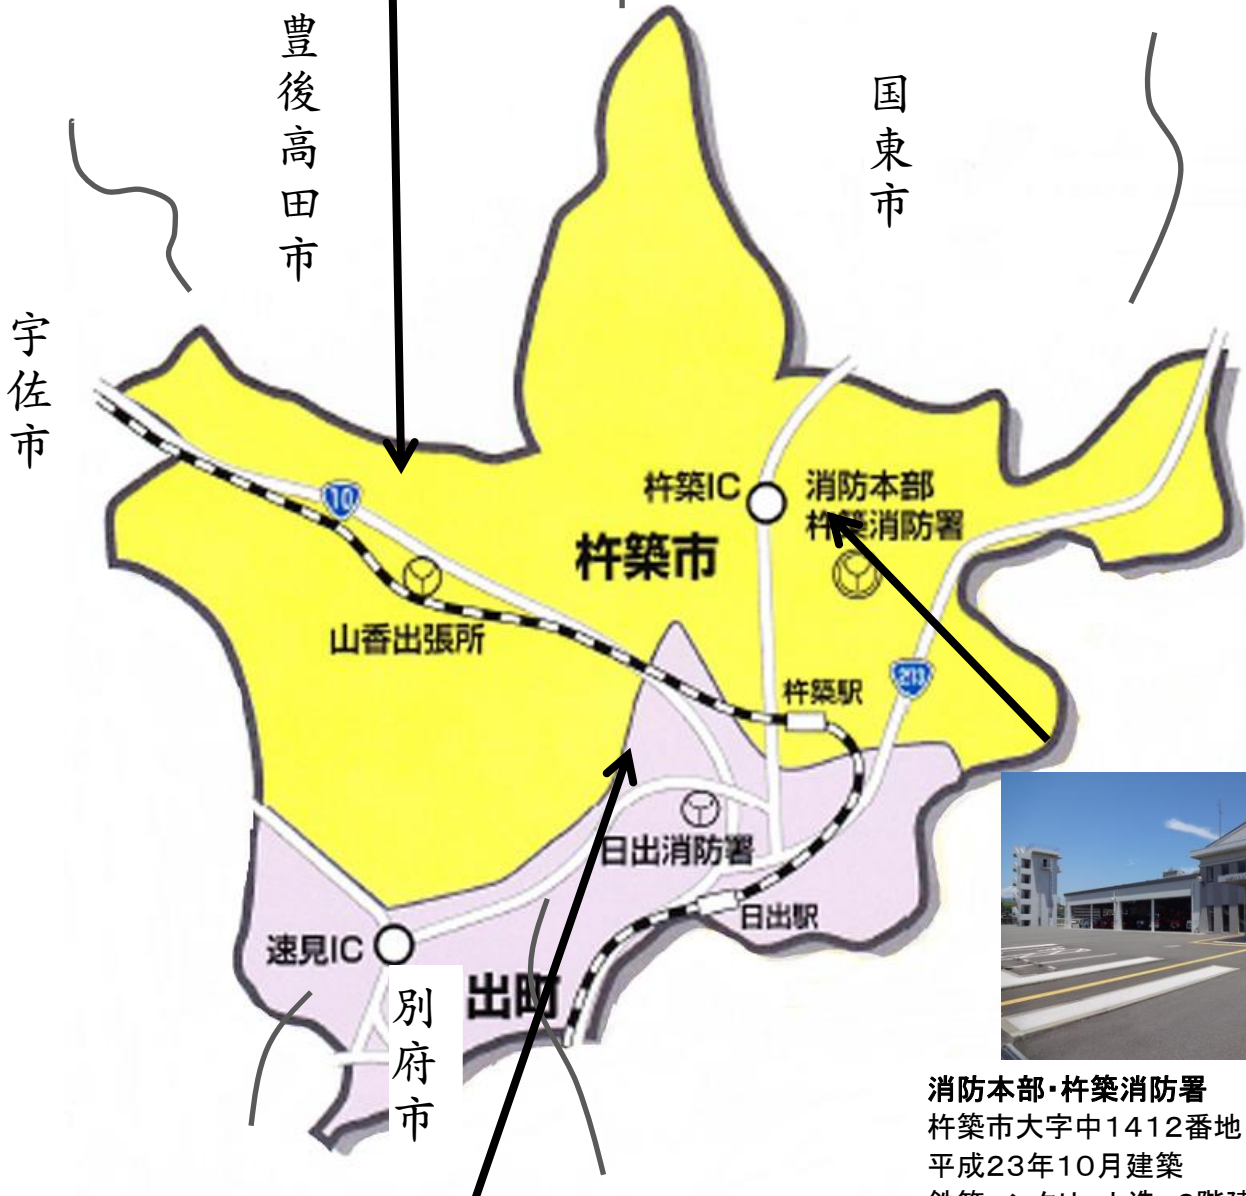 豊後高田市
国東市
宇佐市
10
杵築IC
消防本部
杵築消防署
杵築市
山香出張所
杵築駅
213
日出消防署
日出駅
速見IC
出町
別府市
消防本部・杵築消防署
杵築市大字中1412番地
平成23年10月建築